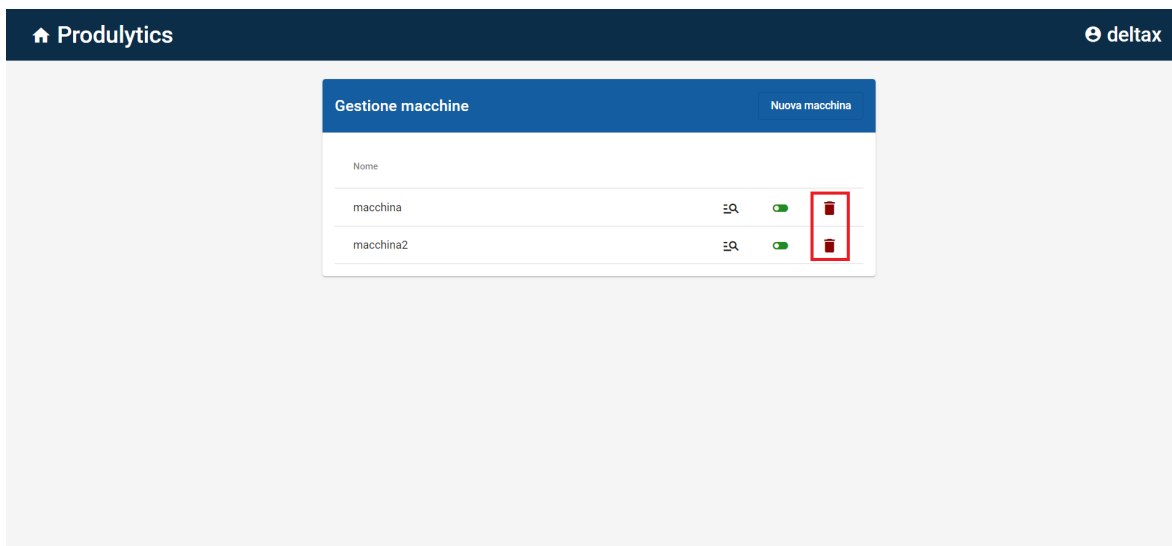 Produlytics
deltax
Gestione macchine
Nuova macchina
Nome
macchina
macchina2